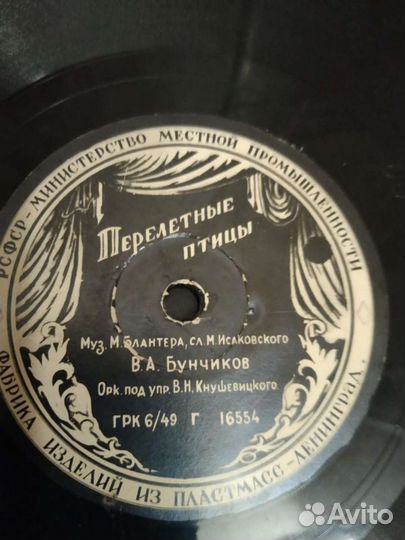 РСФСР - МИНИСТЕРСТВО МЕСТНОЙ ПРОМЫШЛЕННОСТИ
ПЕРЕЛЕТНЫЕ
ПТИЦЫ
Муз. М. Блантера, сл. М. Исаковского
В.А. Бунчиков
Орк. под упр. В.Н. Кнушевицкого
ГРК 6/49 Г 16554
ФАБРИКА ИЗДЕЛИЙ ИЗ ПЛАСТМАСС - ЛЕНИНГРАД.
Avito